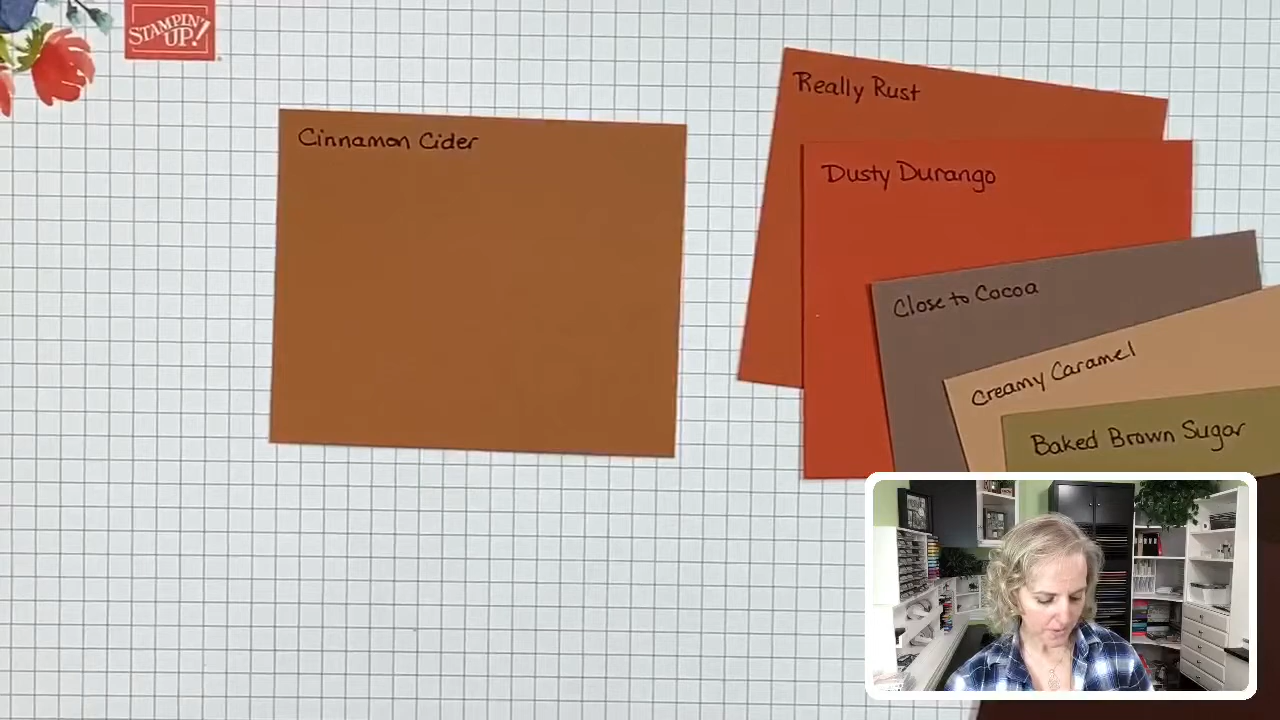 STAMPIN'
UP!
Cinnamon Cider
Really Rust
Dusty Durango
Close to Cocoa
Creamy Caramel
Baked Brown Sugar